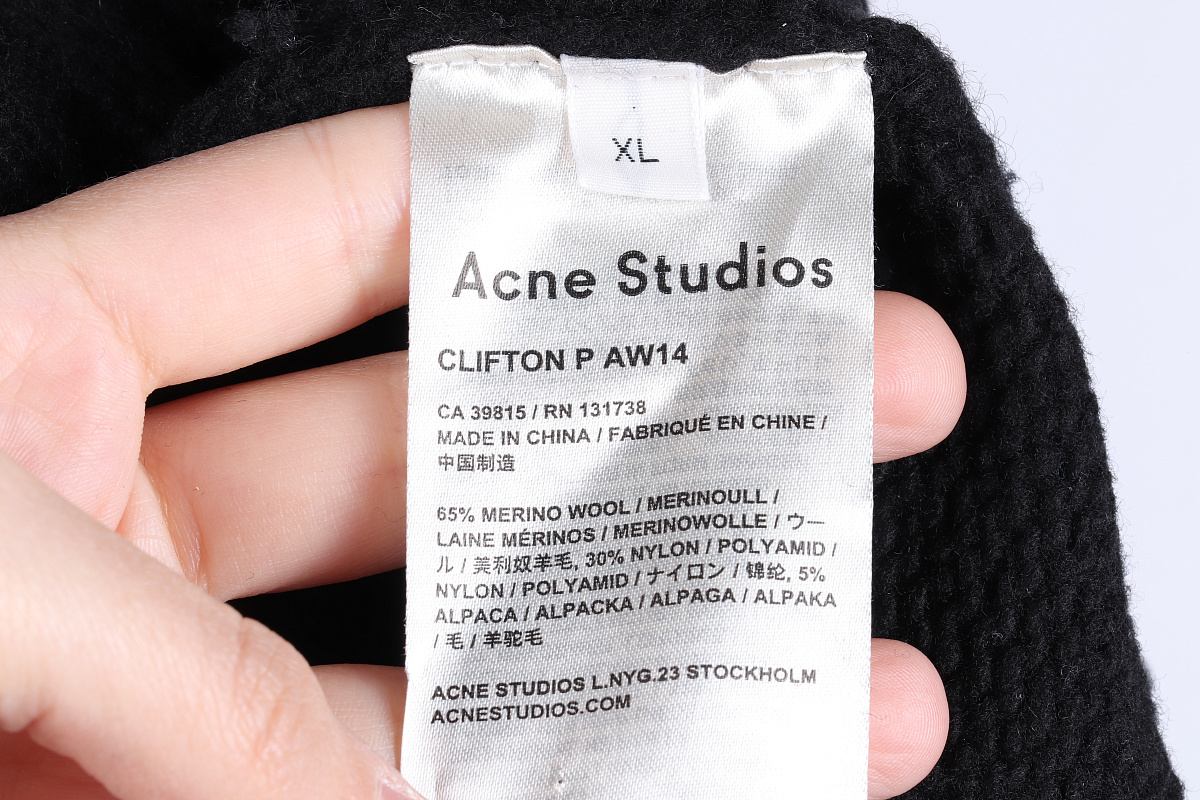 XL
Acne Studios
CLIFTON P AW14
CA 39815 / RN 131738
MADE IN CHINA / FABRIQUÉ EN CHINE /
中国制造
65% MERINO WOOL / MERINOULL /
LAINE MÉRINOS / MERINOWOLLE / ウー
ル / 美利奴羊毛, 30% NYLON / POLYAMID /
NYLON / POLYAMID / ナイロン / 锦纶, 5%
ALPACA / ALPACKA / ALPAGA / ALPAKA
/ 毛 / 羊驼毛
ACNE STUDIOS L.NYG.23 STOCKHOLM
ACNESTUDIOS.COM